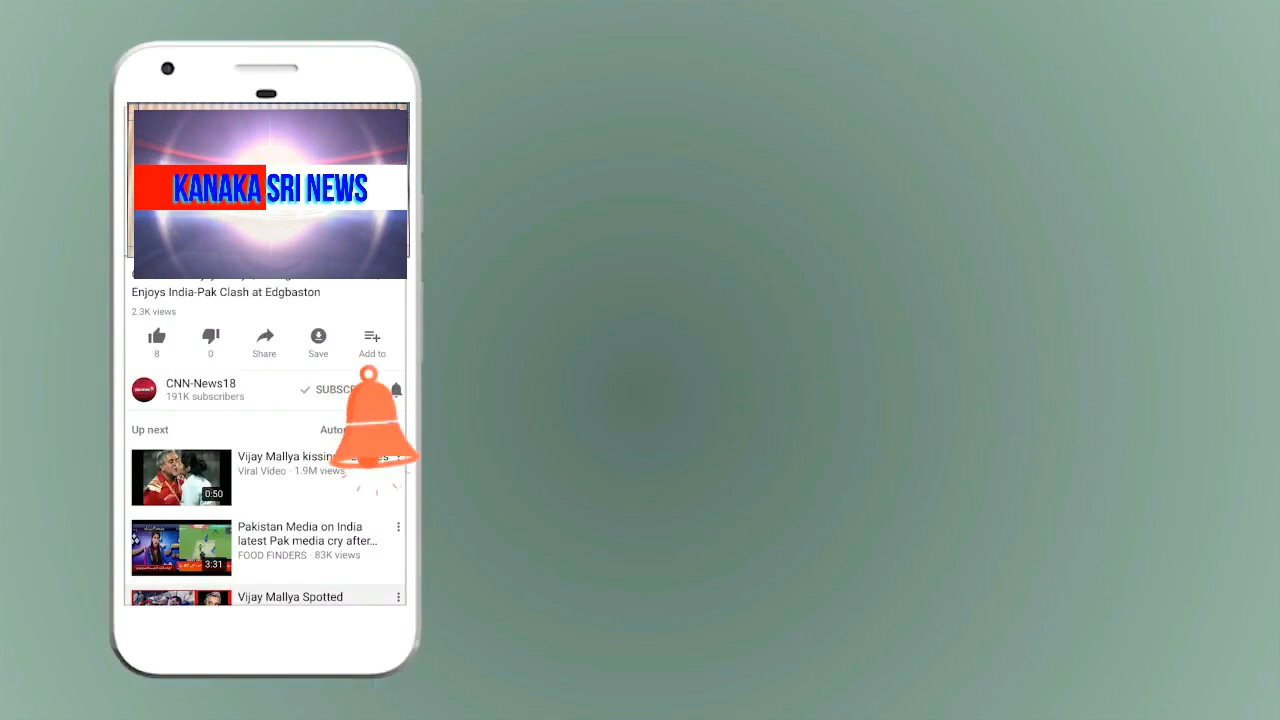 KANAKA SRI NEWS
Enjoys India-Pak Clash at Edgbaston
2.3K views
8
0
Share
Save
Add to
CNN-News18
191K subscribers
Up next
Vijay Mallya
Viral Video · 1.9M views
0:50
Pakistan Media on India
latest Pak media cry after...
FOOD FINDERS · 83K views
3:31
Vijay Mallya Spotted